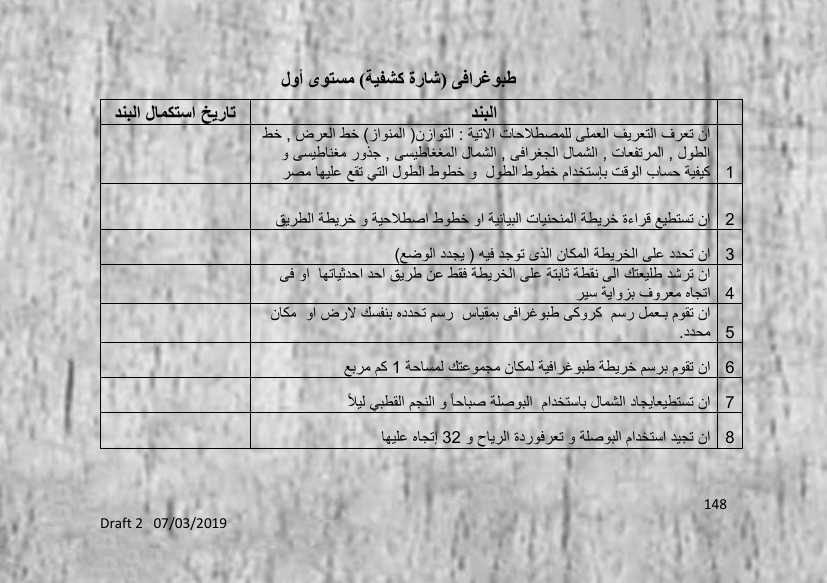 طبوغرافى (شارة كشفية) مستوى أول
البند	تاريخ استكمال البند
1	ان تعرف التعريف العملى للمصطلاحات الاتية : التوازن( المنواز) خط العرض , خط
الطول , المرتفعات , الشمال الجغرافى , الشمال المغغاطيسى , جذور مغناطيسى و
كيفية حساب الوقت بإستخدام خطوط الطول و خطوط الطول التي تقع عليها مصر
2	ان تستطيع قراءة خريطة المنحنيات البيانية او خطوط اصطلاحية و خريطة الطريق
3	ان تحدد على الخريطة المكان الذى توجد فيه ( يجدد الوضع)
4	ان ترشد طليعتك الى نقطة ثابتة على الخريطة فقط عن طريق احد احدثياتها او فى
اتجاه معروف بزواية سير
5	ان تقوم بـعمل رسم كروكى طبوغرافى بمقياس رسم تحدده بنفسك لارض او مكان
محدد.
6	ان تقوم برسم خريطة طبوغرافية لمكان مجموعتك لمساحة 1 كم مربع
7	ان تستطيعايجاد الشمال باستخدام البوصلة صباحاً و النجم القطبي ليلاً
8	ان تجيد استخدام البوصلة و تعرفوردة الرياح و 32 إتجاه عليها
148
Draft 2 07/03/2019